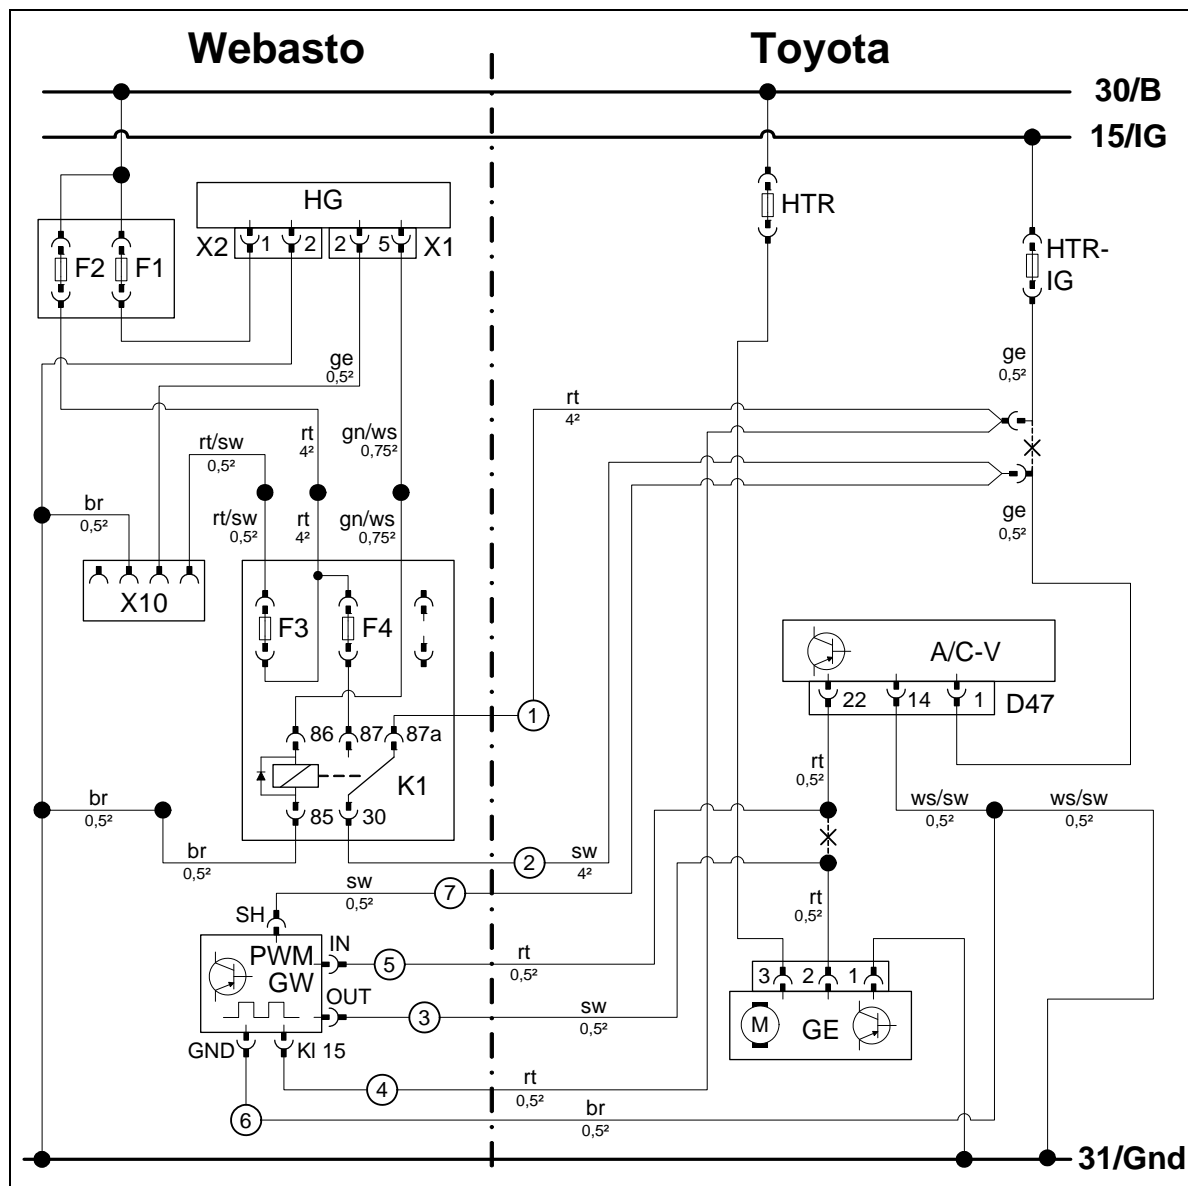 Webasto Toyota
30/B
15/IG
HG
HTR
X2 1 2 2 5 X1
F2 F1
HTR-
IG
ge
0,5²
ge
0,5²
rt
4²
rt/sw
0,5²
rt
4²
gn/ws
0,75²
br
0,5²
rt/sw
0,5²
rt
4²
gn/ws
0,75²
ge
0,5²
X10
F3 F4
A/C-V
22 14 1 D47
1
86 87 87a
K1
85 30
rt
0,5²
br
0,5²
ws/sw
0,5²
ws/sw
0,5²
br
0,5²
2
sw
4²
sw
0,5²
7
rt
0,5²
SH
PWM
GW
IN
5
rt
0,5²
3 2 1
OUT
3
sw
0,5²
M GE
GND Kl 15
4
rt
0,5²
6
br
0,5²
31/Gnd